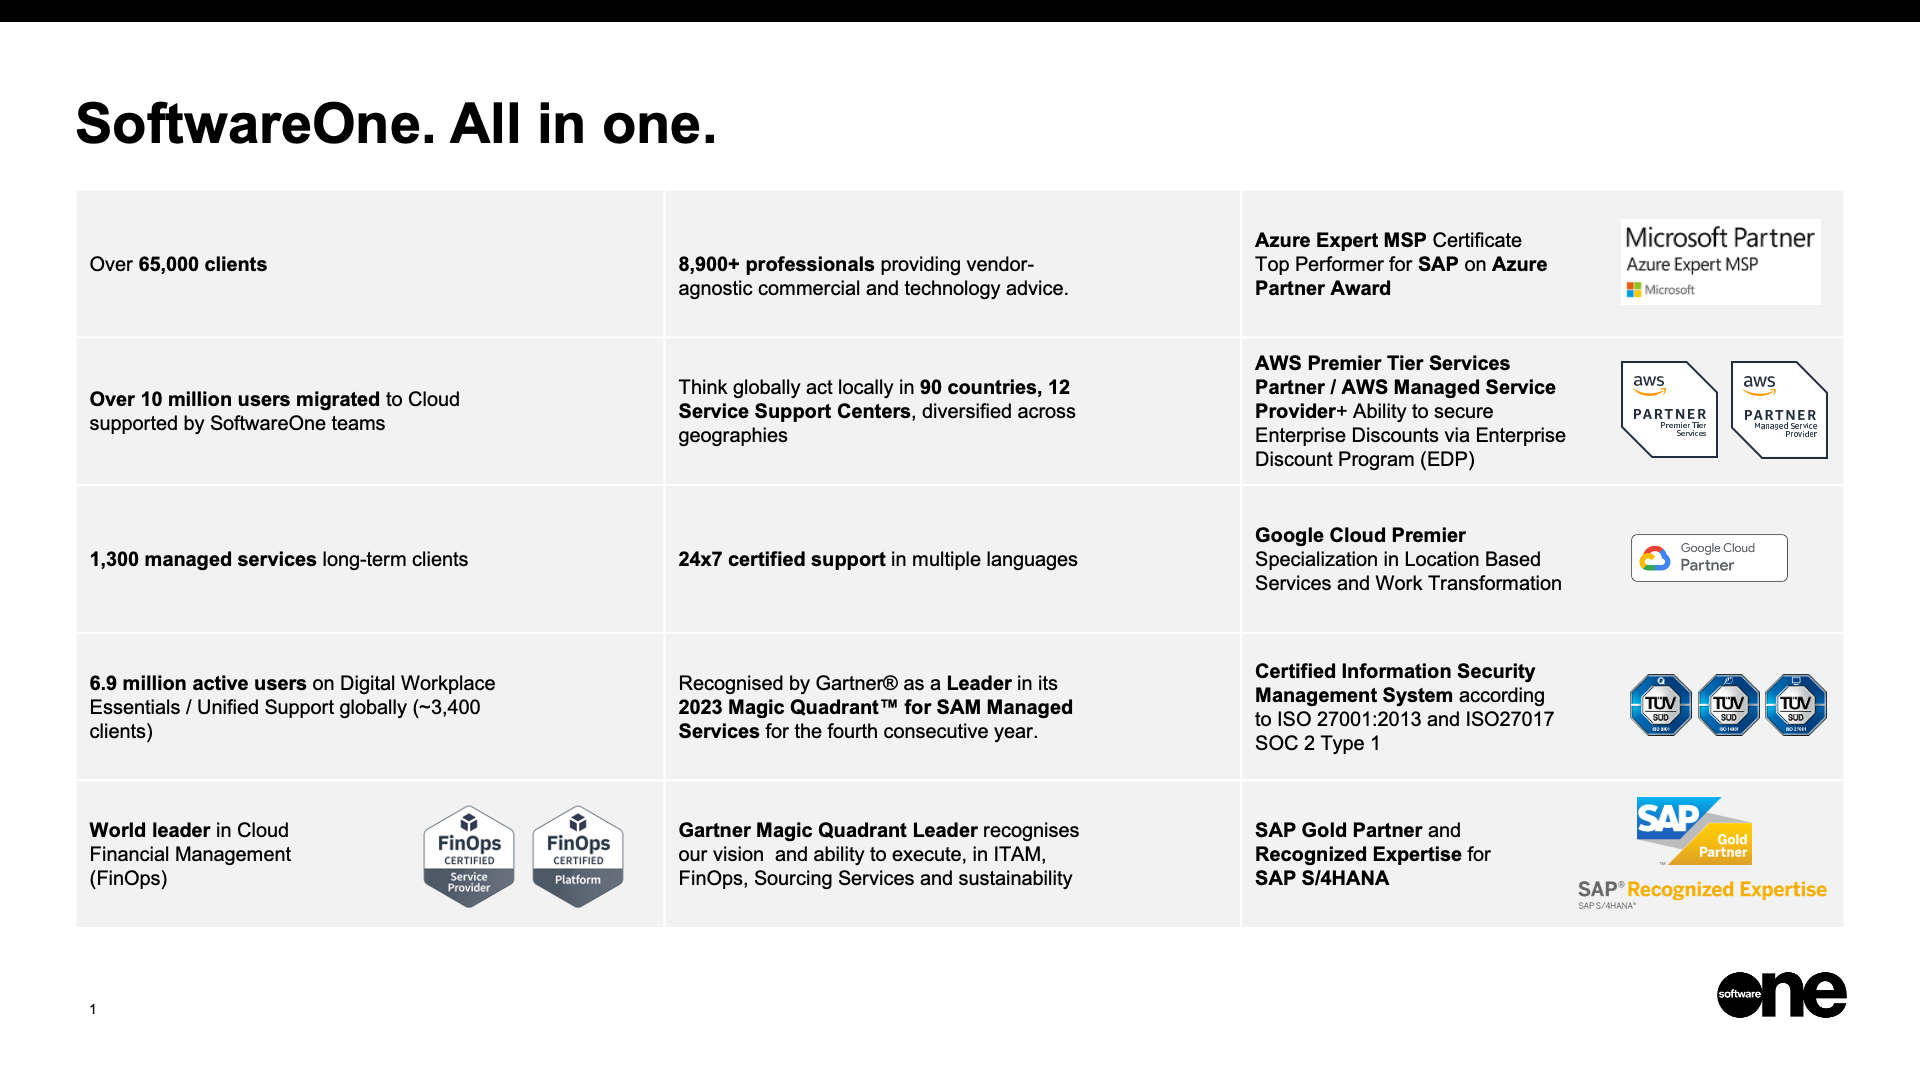 SoftwareOne. All in one.
Over 65,000 clients
8,900+ professionals providing vendor-
agnostic commercial and technology advice.
Azure Expert MSP Certificate
Top Performer for SAP on Azure
Partner Award
Microsoft Partner
Azure Expert MSP
Microsoft
Over 10 million users migrated to Cloud
supported by SoftwareOne teams
Think globally act locally in 90 countries, 12
Service Support Centers, diversified across
geographies
AWS Premier Tier Services
Partner / AWS Managed Service
Provider+ Ability to secure
Enterprise Discounts via Enterprise
Discount Program (EDP)
aws
PARTNER
Premier Tier
Services
aws
PARTNER
Managed Service
Provider
1,300 managed services long-term clients
24x7 certified support in multiple languages
Google Cloud Premier
Specialization in Location Based
Services and Work Transformation
Google Cloud
Partner
6.9 million active users on Digital Workplace
Essentials / Unified Support globally (~3,400
clients)
Recognised by Gartner® as a Leader in its
2023 Magic Quadrant™ for SAM Managed
Services for the fourth consecutive year.
Certified Information Security
Management System according
to ISO 27001:2013 and ISO27017
SOC 2 Type 1
TÜV
SÜD
ISO 9001
TÜV
SÜD
ISO 14001
TÜV
SÜD
ISO 27001
World leader in Cloud
Financial Management
(FinOps)
FinOps
CERTIFIED
Service
Provider
FinOps
CERTIFIED
Platform
Gartner Magic Quadrant Leader recognises
our vision  and ability to execute, in ITAM,
FinOps, Sourcing Services and sustainability
SAP Gold Partner and
Recognized Expertise for
SAP S/4HANA
SAP
Gold
Partner
™
SAP® Recognized Expertise
SAP S/4HANA®
1
software one